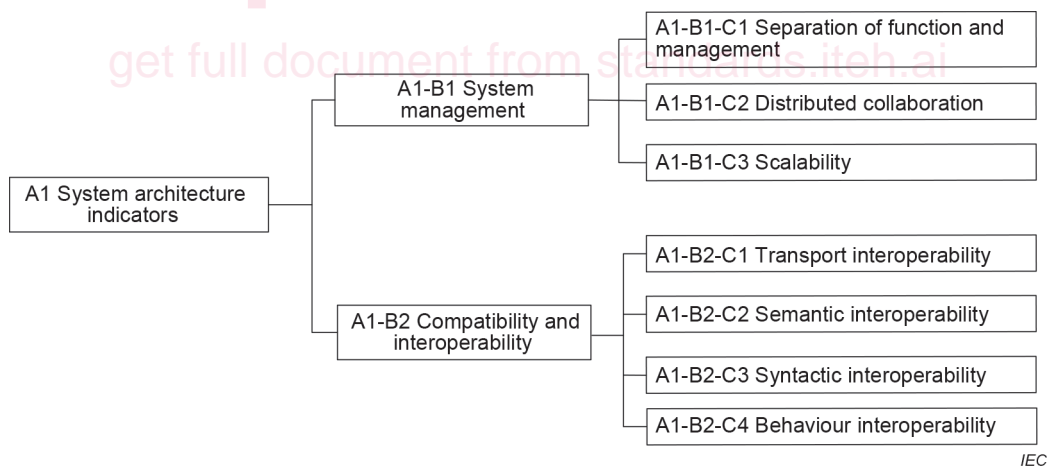 get full document from standards.iteh.ai
A1 System architecture
indicators
A1-B1 System
management
A1-B1-C1 Separation of function and
management
A1-B1-C2 Distributed collaboration
A1-B1-C3 Scalability
A1-B2 Compatibility and
interoperability
A1-B2-C1 Transport interoperability
A1-B2-C2 Semantic interoperability
A1-B2-C3 Syntactic interoperability
A1-B2-C4 Behaviour interoperability
IEC